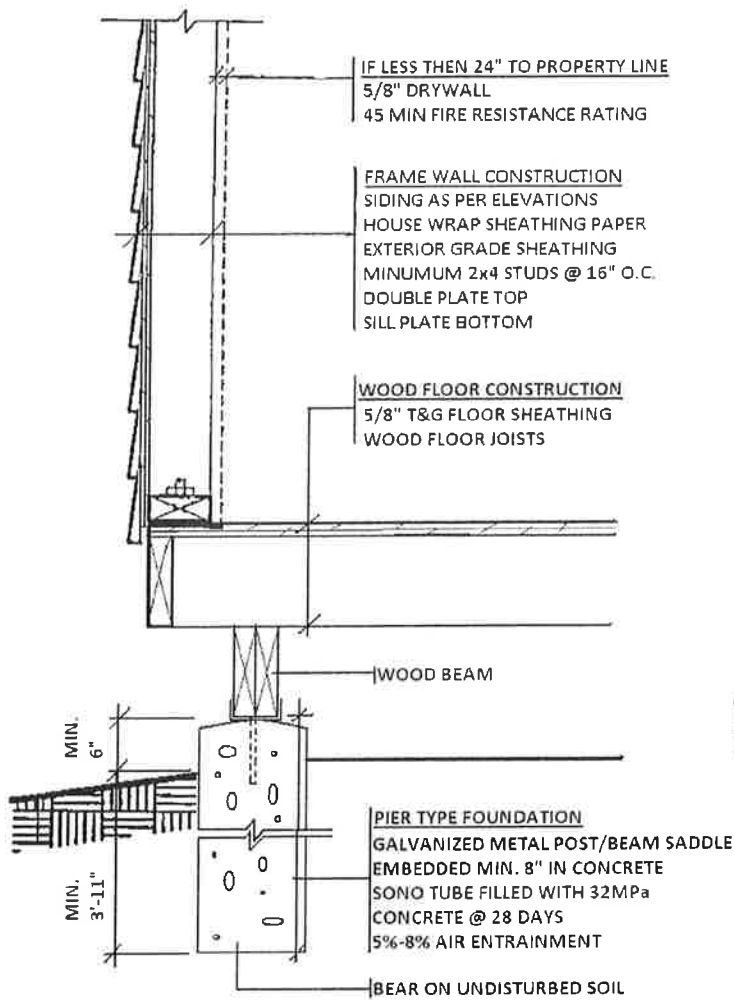 IF LESS THEN 24" TO PROPERTY LINE
5/8" DRYWALL
45 MIN FIRE RESISTANCE RATING
FRAME WALL CONSTRUCTION
SIDING AS PER ELEVATIONS
HOUSE WRAP SHEATHING PAPER
EXTERIOR GRADE SHEATHING
MINUMUM 2x4 STUDS @ 16" O.C.
DOUBLE PLATE TOP
SILL PLATE BOTTOM
WOOD FLOOR CONSTRUCTION
5/8" T&G FLOOR SHEATHING
WOOD FLOOR JOISTS
WOOD BEAM
MIN.
6"
PIER TYPE FOUNDATION
GALVANIZED METAL POST/BEAM SADDLE
EMBEDDED MIN. 8" IN CONCRETE
SONO TUBE FILLED WITH 32MPa
CONCRETE @ 28 DAYS
5%-8% AIR ENTRAINMENT
MIN.
3'-11"
BEAR ON UNDISTURBED SOIL